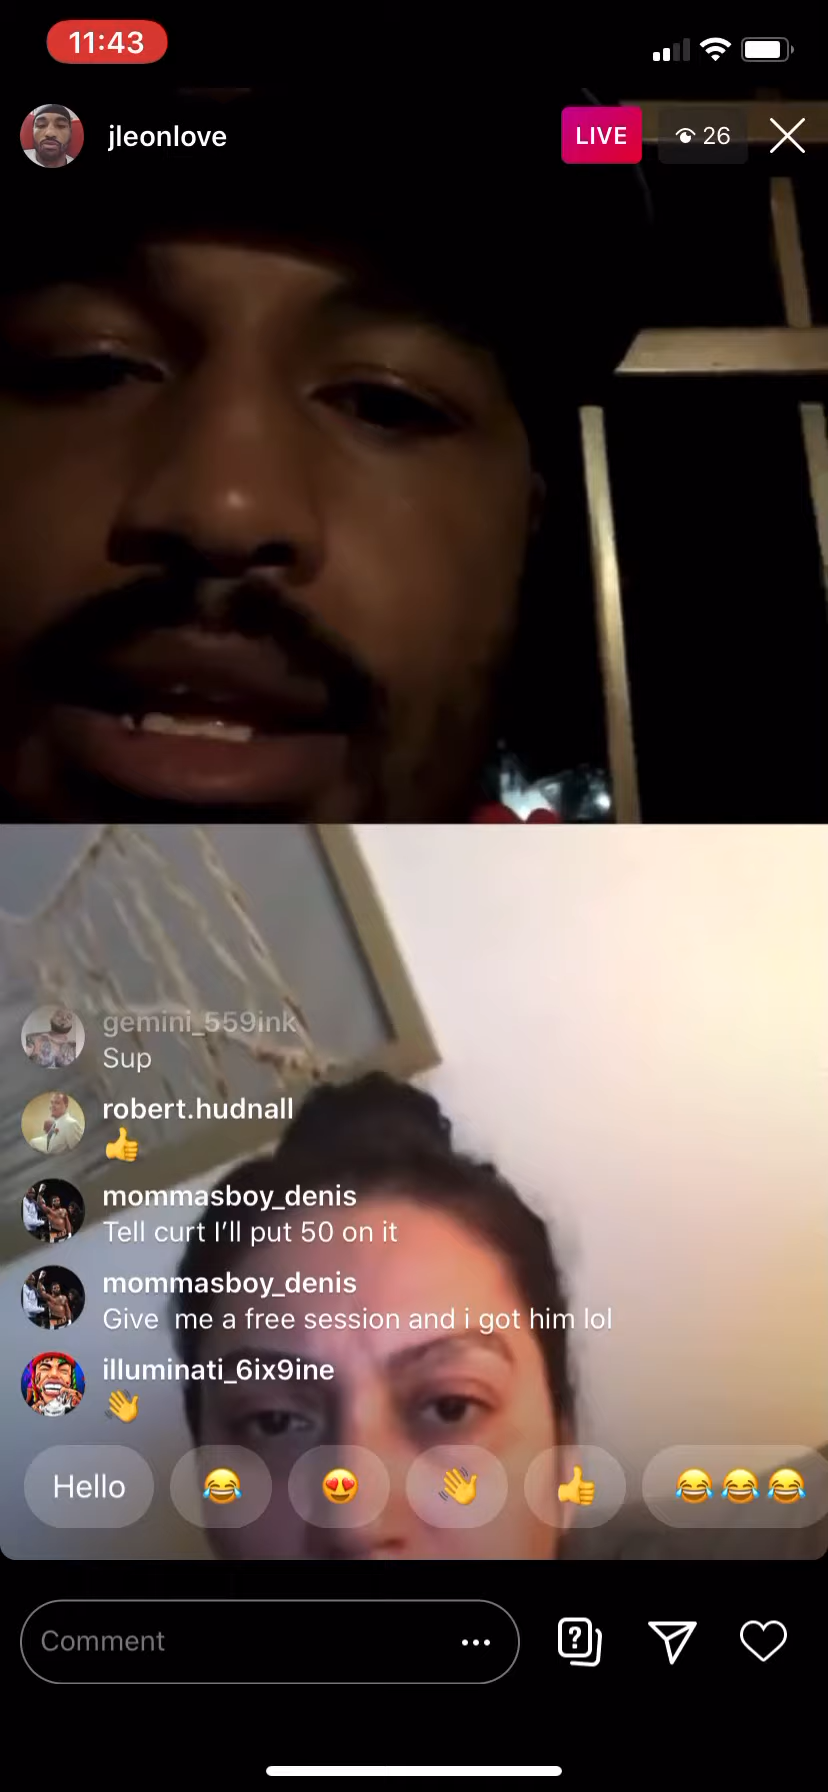 11:43
jleonlove
LIVE
26
gemini_559ink
Sup
robert.hudnall
mommasboy_denis
Tell curt I’ll put 50 on it
mommasboy_denis
Give me a free session and i got him lol
illuminati_6ix9ine
Hello
Comment